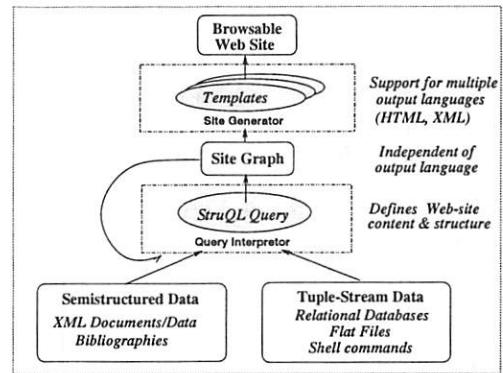 Browsable
Web Site
Templates
Site Generator
Support for multiple
output languages
(HTML, XML)
Site Graph
Independent of
output language
StruQL Query
Query Interpretor
Defines Web-site
content & structure
Semistructured Data
XML Documents/Data
Bibliographies
Tuple-Stream Data
Relational Databases
Flat Files
Shell commands